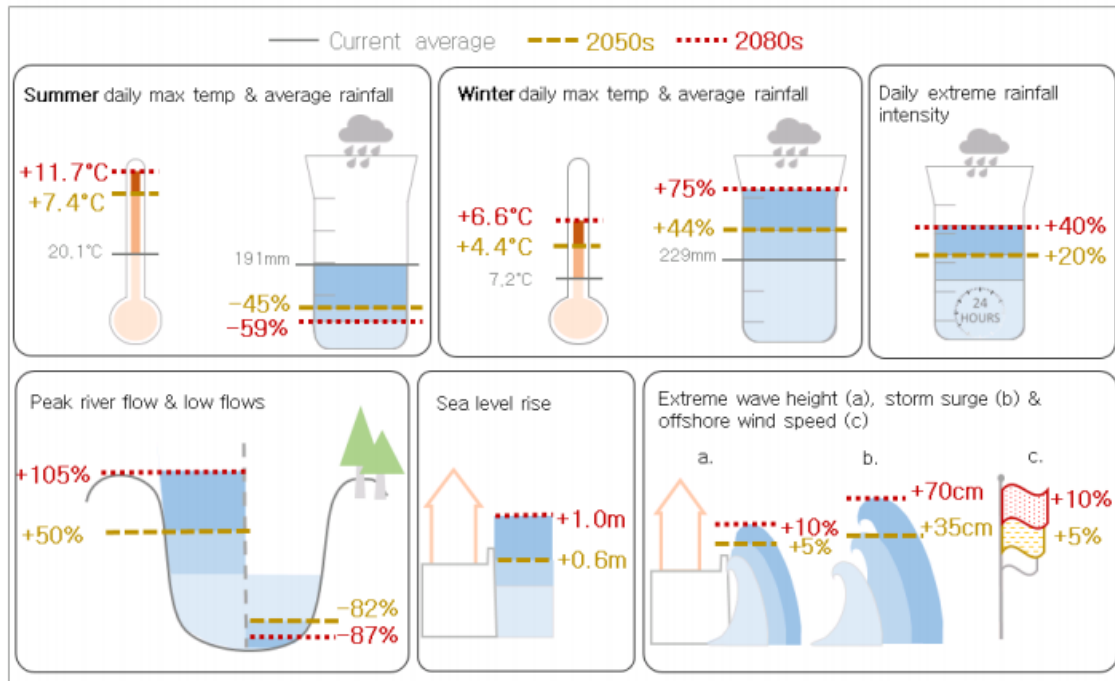 Current average 2050s 2080s
Summer daily max temp & average rainfall
+11.7°C
+7.4°C
20.1°C
191mm
-45%
-59%
Winter daily max temp & average rainfall
+6.6°C
+4.4°C
7.2°C
+75%
+44%
229mm
Daily extreme rainfall
intensity
+40%
+20%
24
HOURS
Peak river flow & low flows
+105%
+50%
-82%
-87%
Sea level rise
+1.0m
+0.6m
Extreme wave height (a), storm surge (b) &
offshore wind speed (c)
a. b. c.
+10%
+5%
+70cm
+35cm
+10%
+5%